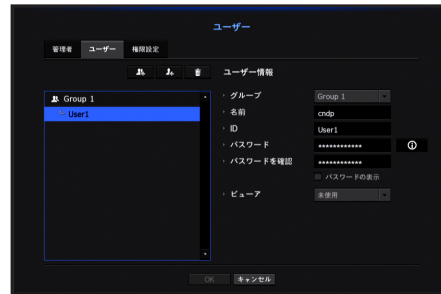 ユーザー
管理者 ユーザー 権限設定
ユーザー情報
Group 1
User1
グループ Group 1
名前 cndp
ID User1
パスワード ************
パスワードを確認 ************
パスワードの表示
ビューア 未使用
OK キャンセル